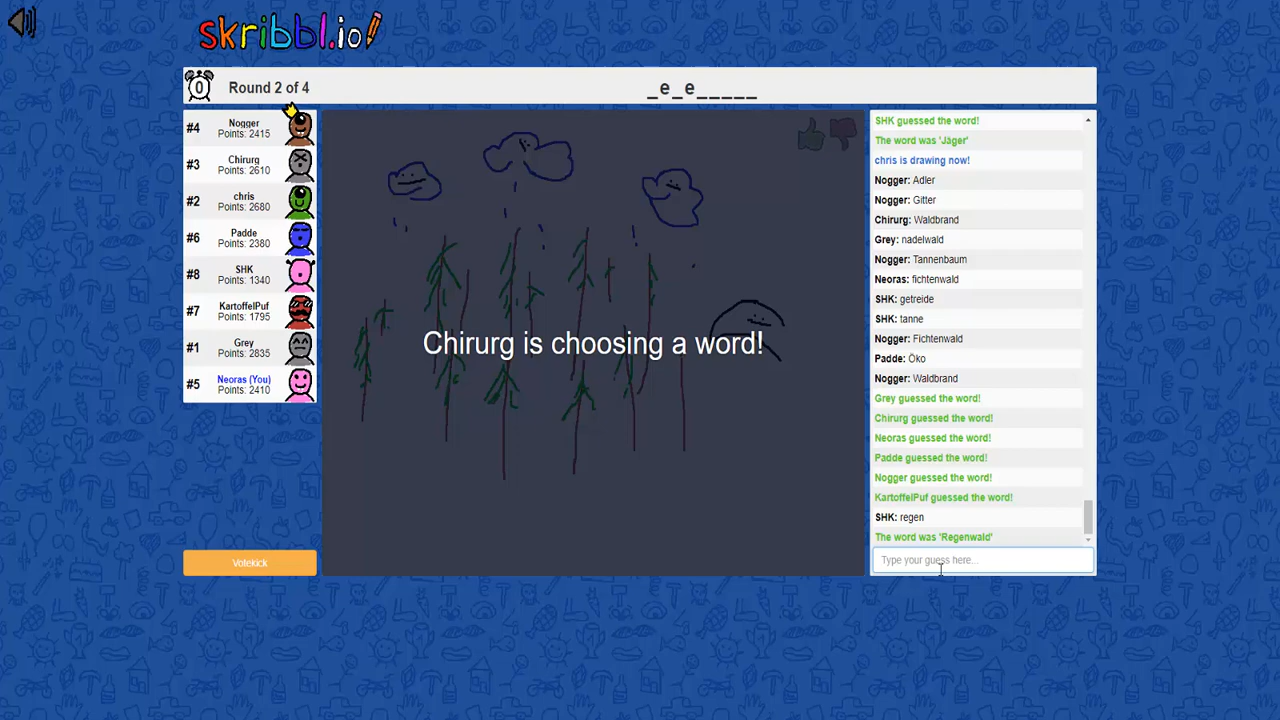 skribbl.io
0
Round 2 of 4
_e_e_____
#4
Nogger
Points: 2415
#3
Chirurg
Points: 2610
#2
chris
Points: 2680
#6
Padde
Points: 2380
#8
SHK
Points: 1340
#7
KartoffelPuf
Points: 1795
#1
Grey
Points: 2835
#5
Neoras (You)
Points: 2410
Votekick
Chirurg is choosing a word!
SHK guessed the word!
The word was 'Jäger'
chris is drawing now!
Nogger: Adler
Nogger: Gitter
Chirurg: Waldbrand
Grey: nadelwald
Nogger: Tannenbaum
Neoras: fichtenwald
SHK: getreide
SHK: tanne
Nogger: Fichtenwald
Padde: Öko
Nogger: Waldbrand
Grey guessed the word!
Chirurg guessed the word!
Neoras guessed the word!
Padde guessed the word!
Nogger guessed the word!
KartoffelPuf guessed the word!
SHK: regen
The word was 'Regenwald'
Type your guess here...